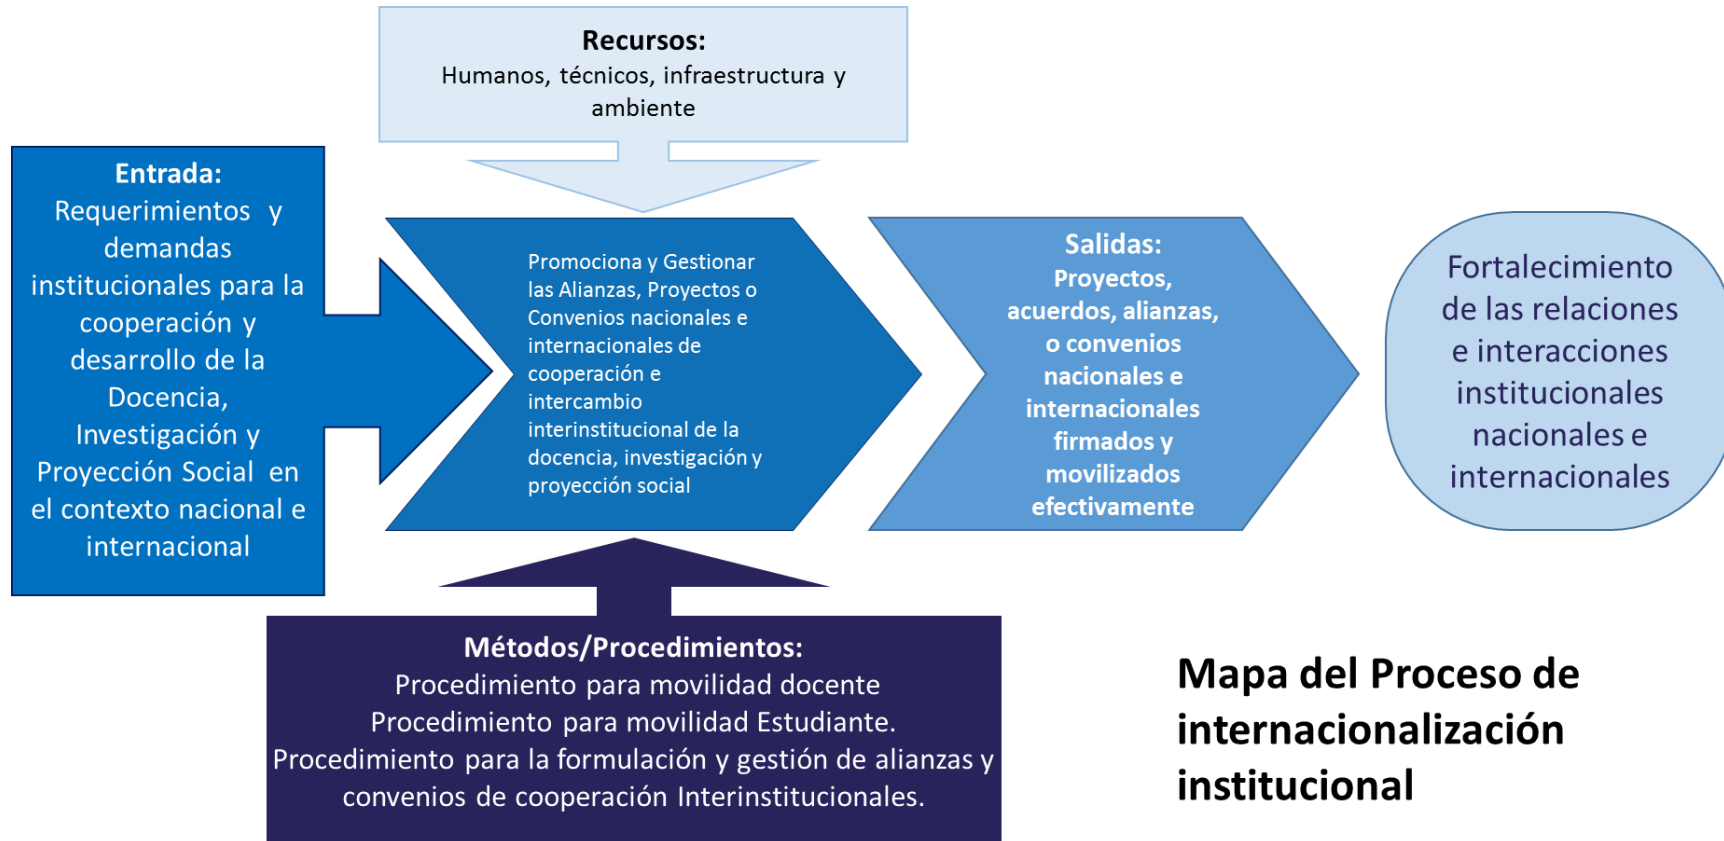 Recursos:
Humanos, técnicos, infraestructura y
ambiente
Entrada:
Requerimientos y
demandas
institucionales para la
cooperación y
desarrollo de la
Docencia,
Investigación y
Proyección Social en
el contexto nacional e
internacional
Promociona y Gestionar
las Alianzas, Proyectos o
Convenios nacionales e
internacionales de
cooperación e
intercambio
interinstitucional de la
docencia, investigación y
proyección social
Salidas:
Proyectos,
acuerdos, alianzas,
o convenios
nacionales e
internacionales
firmados y
movilizados
efectivamente
Fortalecimiento
de las relaciones
e interacciones
institucionales
nacionales e
internacionales
Métodos/Procedimientos:
Procedimiento para movilidad docente
Procedimiento para movilidad Estudiante.
Procedimiento para la formulación y gestión de alianzas y
convenios de cooperación Interinstitucionales.
Mapa del Proceso de
internacionalización
institucional